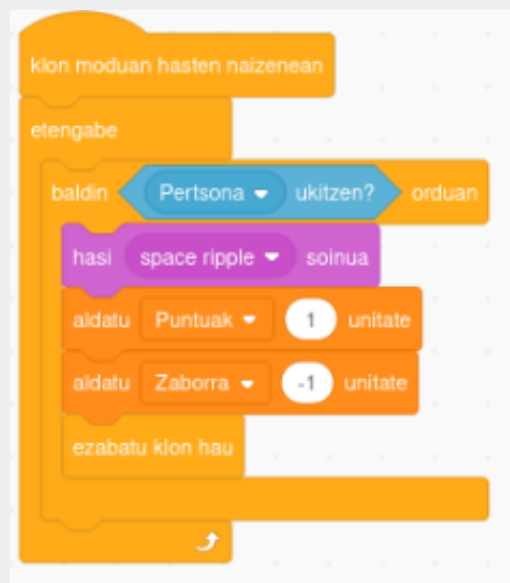 klon moduan hasten naizenean
etengabe
baldin Pertsona ukitzen? orduan
hasi space ripple soinua
aldatu Puntuak 1 unitate
aldatu Zaborra -1 unitate
ezabatu klon hau